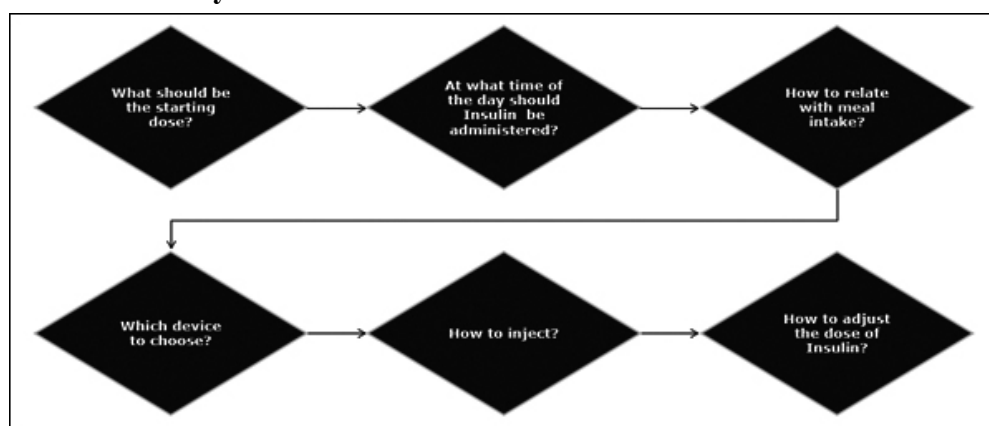 What should be
the starting
dose?
At what time of
the day should
Insulin be
administered?
How to relate
with meal
intake?
Which device
to choose?
How to inject?
How to adjust
the dose of
Insulin?